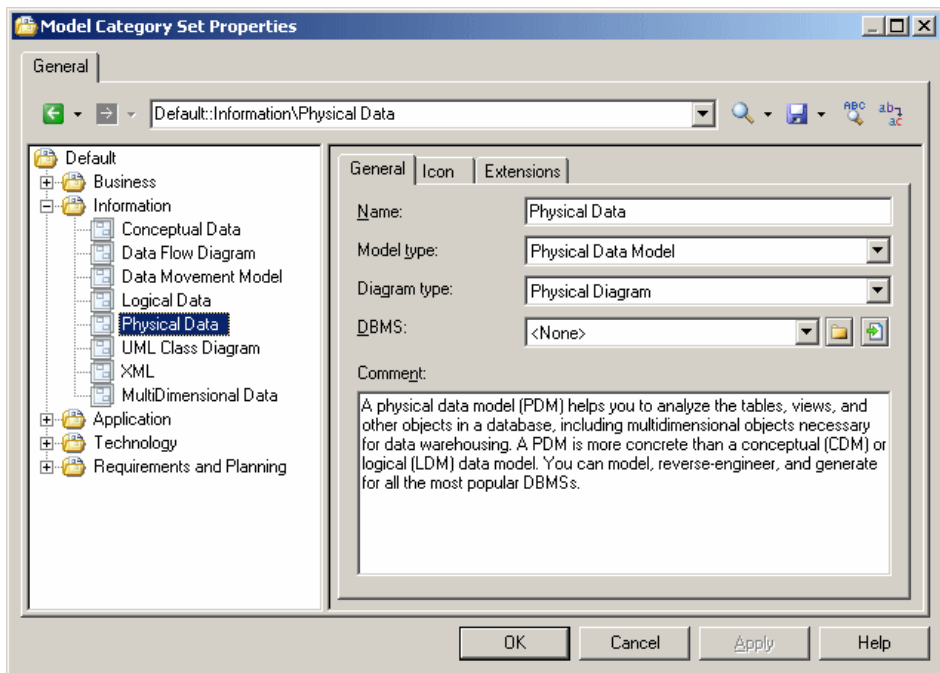 Model Category Set Properties
General
Default::Information\Physical Data
ABC
ab
ac
Default
Business
Information
Conceptual Data
Data Flow Diagram
Data Movement Model
Logical Data
Physical Data
UML Class Diagram
XML
MultiDimensional Data
Application
Technology
Requirements and Planning
General
Icon
Extensions
Name:
Physical Data
Model type:
Physical Data Model
Diagram type:
Physical Diagram
DBMS:
<None>
Comment:
A physical data model (PDM) helps you to analyze the tables, views, and
other objects in a database, including multidimensional objects necessary
for data warehousing. A PDM is more concrete than a conceptual (CDM) or
logical (LDM) data model. You can model, reverse-engineer, and generate
for all the most popular DBMSs.
OK
Cancel
Apply
Help